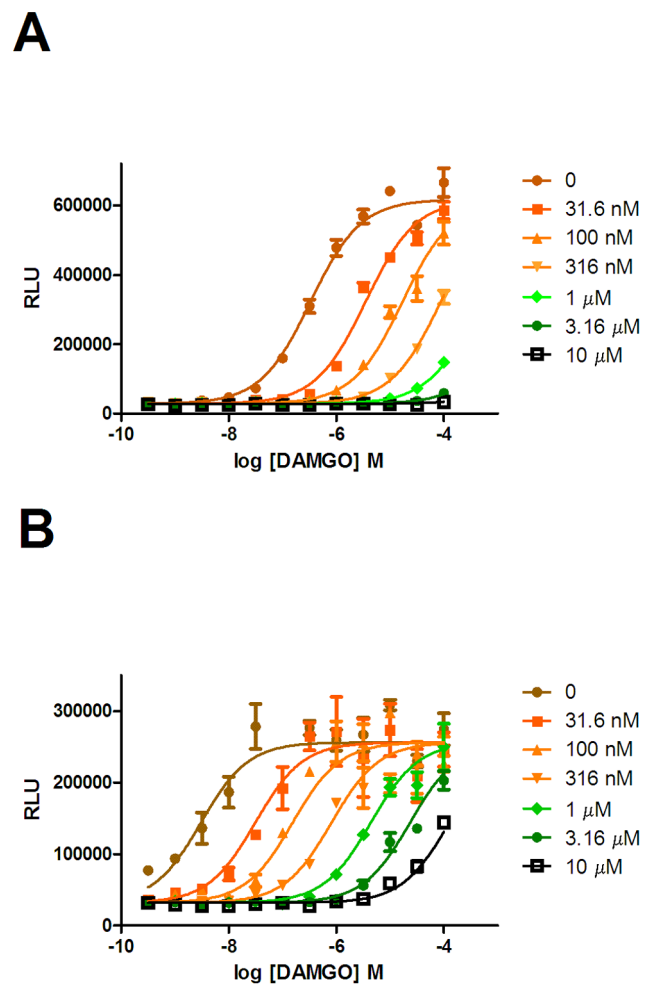 A
600000
400000
200000
0
RLU
-10 -8 -6 -4
log [DAMGO] M
0
31.6 nM
100 nM
316 nM
1 μM
3.16 μM
10 μM
B
300000
200000
100000
0
RLU
-10 -8 -6 -4
log [DAMGO] M
0
31.6 nM
100 nM
316 nM
1 μM
3.16 μM
10 μM